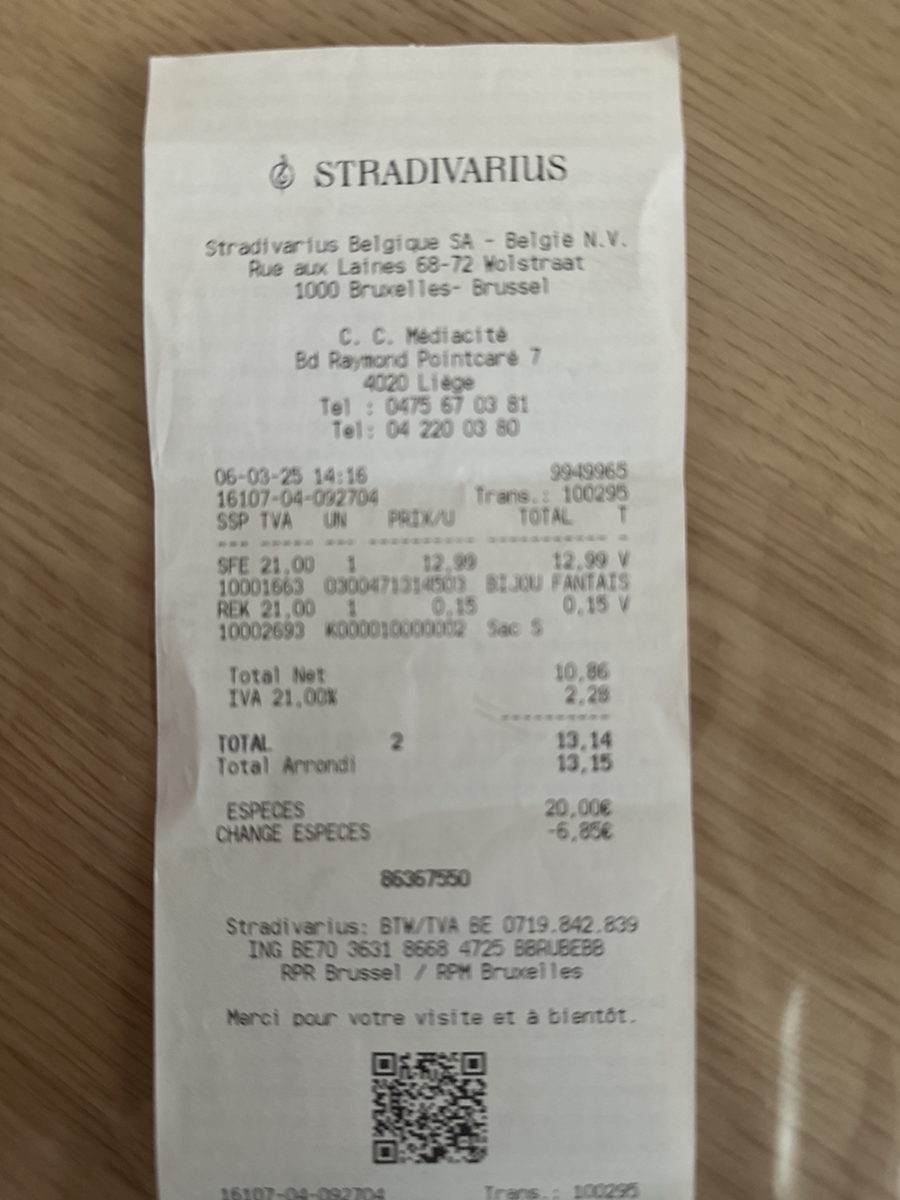 STRADIVARIUS
Stradivarius Belgique SA - Belgïe N.V.
Rue aux Laines 68-72 Wolstraat
1000 Bruxelles- Brussel
C. C. Médiacité
Bd Raymond Pointcaré 7
4020 Liège
Tel : 0475 67 03 81
Tel: 04 220 03 80
06-03-25 14:16 9949965
16107-04-092704 Trans.: 100295
SSP TVA UN PRIX/U TOTAL T
--- ----- --- ---------- ----------- -
SFE 21,00 1 12,99 12,99 V
10001663 BIJOU FANTAIS
REK 21,00 1 0,15 0,15 V
10002693 K000010000002 Sac S
Total Net 10,86
IVA 21,00% 2,28
----------
TOTAL 2 13,14
Total Arrondi 13,15
ESPECES 20,00€
CHANGE ESPECES -6,85€
86367550
Stradivarius: BTW/TVA BE 0719.842.839
ING BE70 3631 8668 4725 BBRUBEBB
RPR Brussel / RPM Bruxelles
Merci pour votre visite et à bientôt.
16107-04-092704 Trans.: 100295